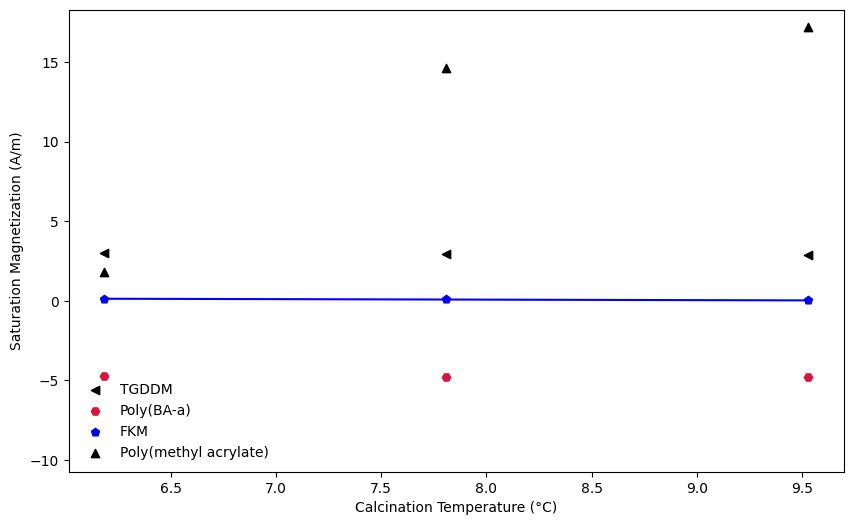 15
10
5
0
−5
−10
Saturation Magnetization (A/m)
TGDDM
Poly(BA-a)
FKM
Poly(methyl acrylate)
6.5 7.0 7.5 8.0 8.5 9.0 9.5
Calcination Temperature (°C)